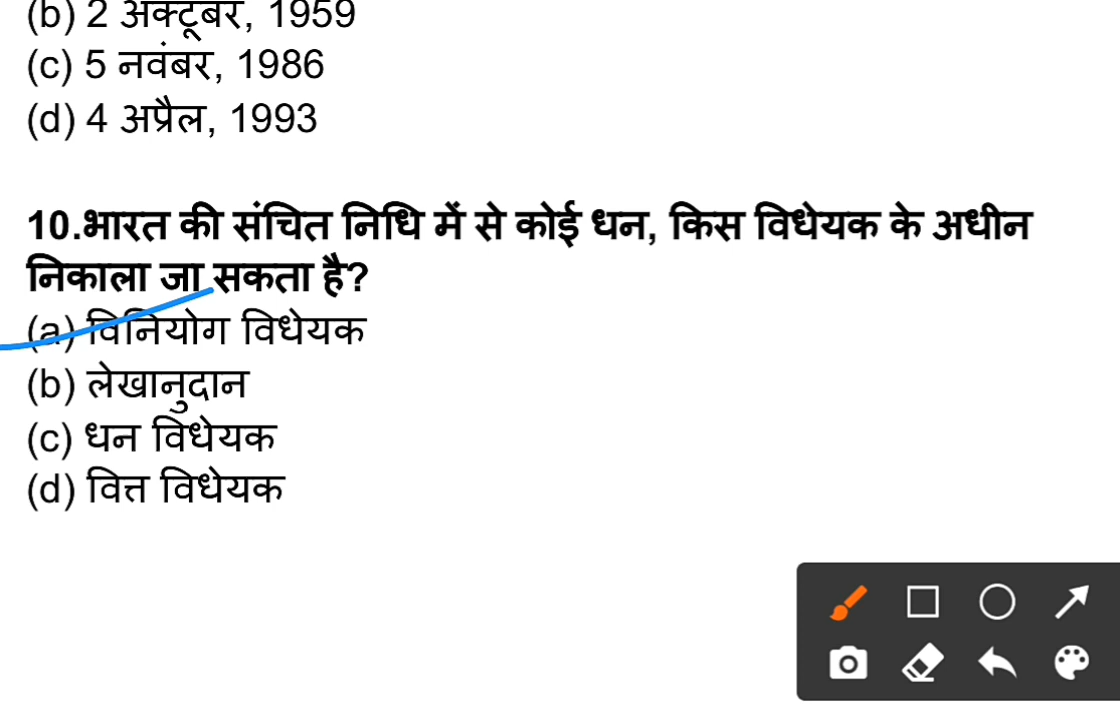 (b) 2 अक्टूबर, 1959
(c) 5 नवंबर, 1986
(d) 4 अप्रैल, 1993
10.भारत की संचित निधि में से कोई धन, किस विधेयक के अधीन
निकाला जा सकता है?
(a) विनियोग विधेयक
(b) लेखानुदान
(c) धन विधेयक
(d) वित्त विधेयक